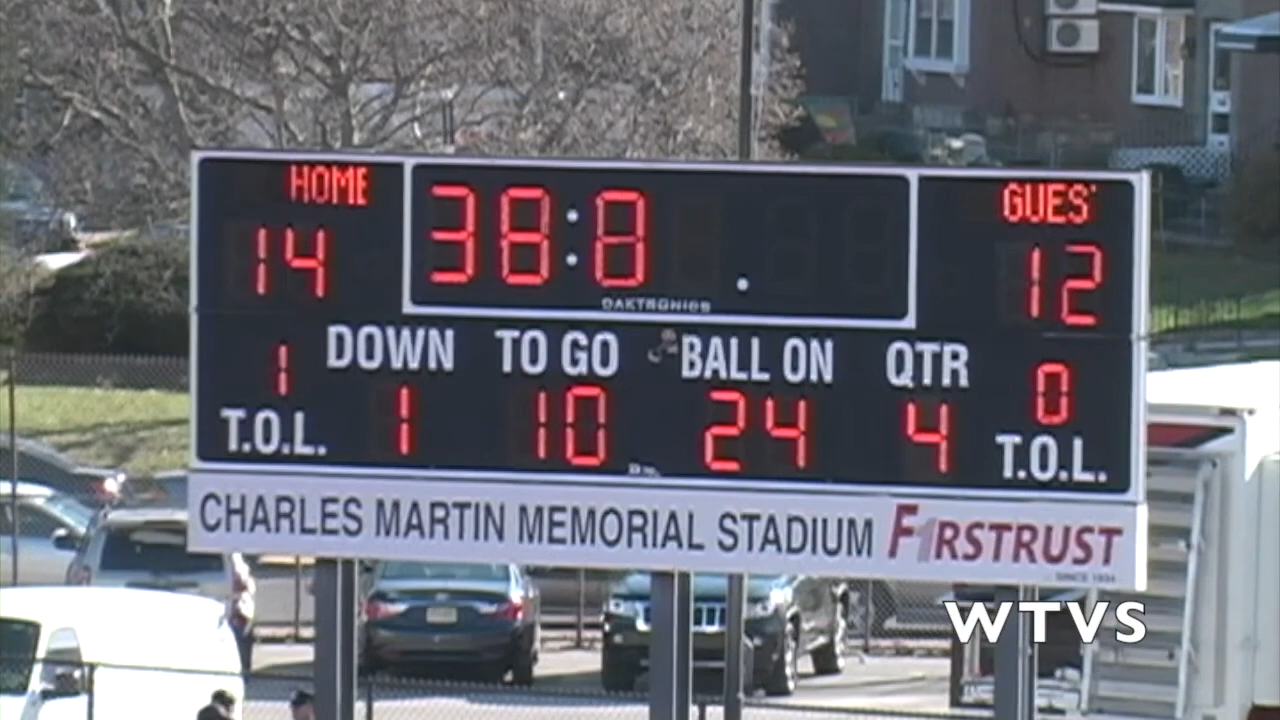 HOME
38:8
GUES'
14
12
DAKTRONICS
DOWN TO GO BALL ON QTR
1
0
1 10 24 4
T.O.L.
T.O.L.
CHARLES MARTIN MEMORIAL STADIUM F1RSTRUST
SINCE 1934
WTVS